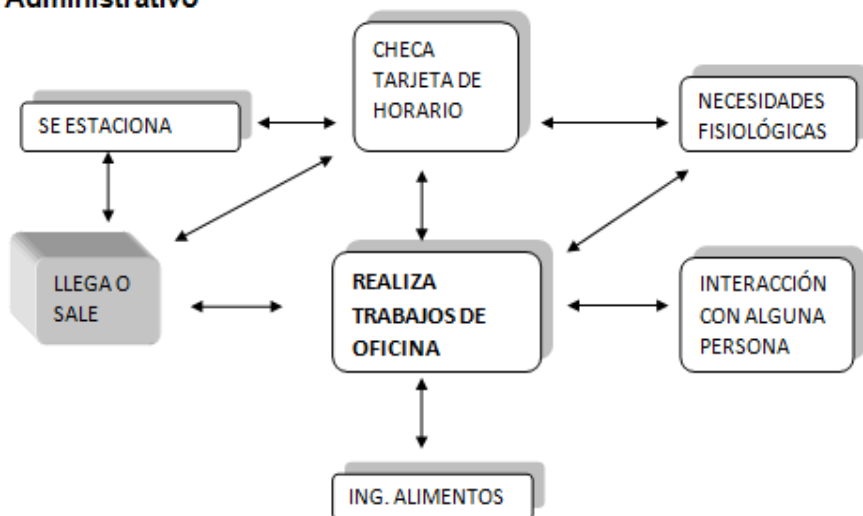 Administrativo
CHECA
TARJETA DE
HORARIO
SE ESTACIONA
NECESIDADES
FISIOLÓGICAS
LLEGA O
SALE
REALIZA
TRABAJOS DE
OFICINA
INTERACCIÓN
CON ALGUNA
PERSONA
ING. ALIMENTOS